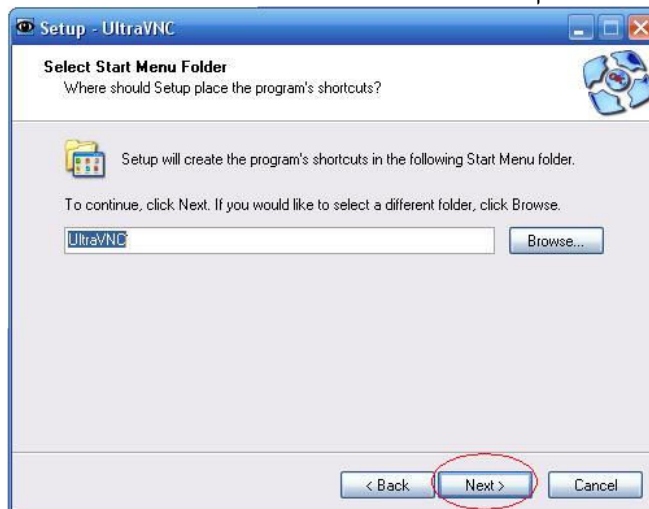 Setup - UltraVNC
Select Start Menu Folder
Where should Setup place the program's shortcuts?
Setup will create the program's shortcuts in the following Start Menu folder.
To continue, click Next. If you would like to select a different folder, click Browse.
UltraVNC
Browse...
< Back
Next >
Cancel